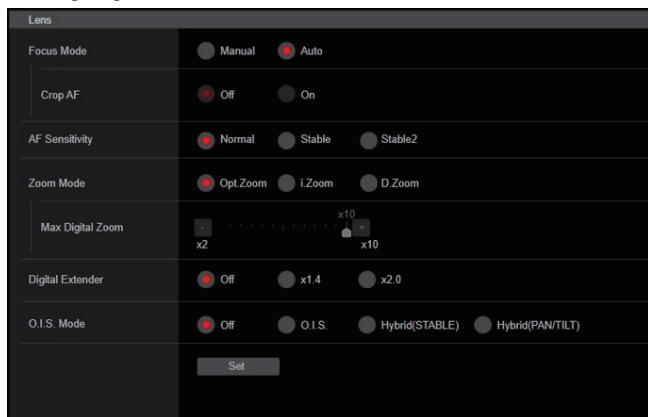 Lens
Focus Mode Manual Auto
Crop AF Off On
AF Sensitivity Normal Stable Stable2
Zoom Mode Opt.Zoom i.Zoom D.Zoom
x10
Max Digital Zoom - +
x2 x10
Digital Extender Off x1.4 x2.0
O.I.S. Mode Off O.I.S. Hybrid(STABLE) Hybrid(PAN/TILT)
Set